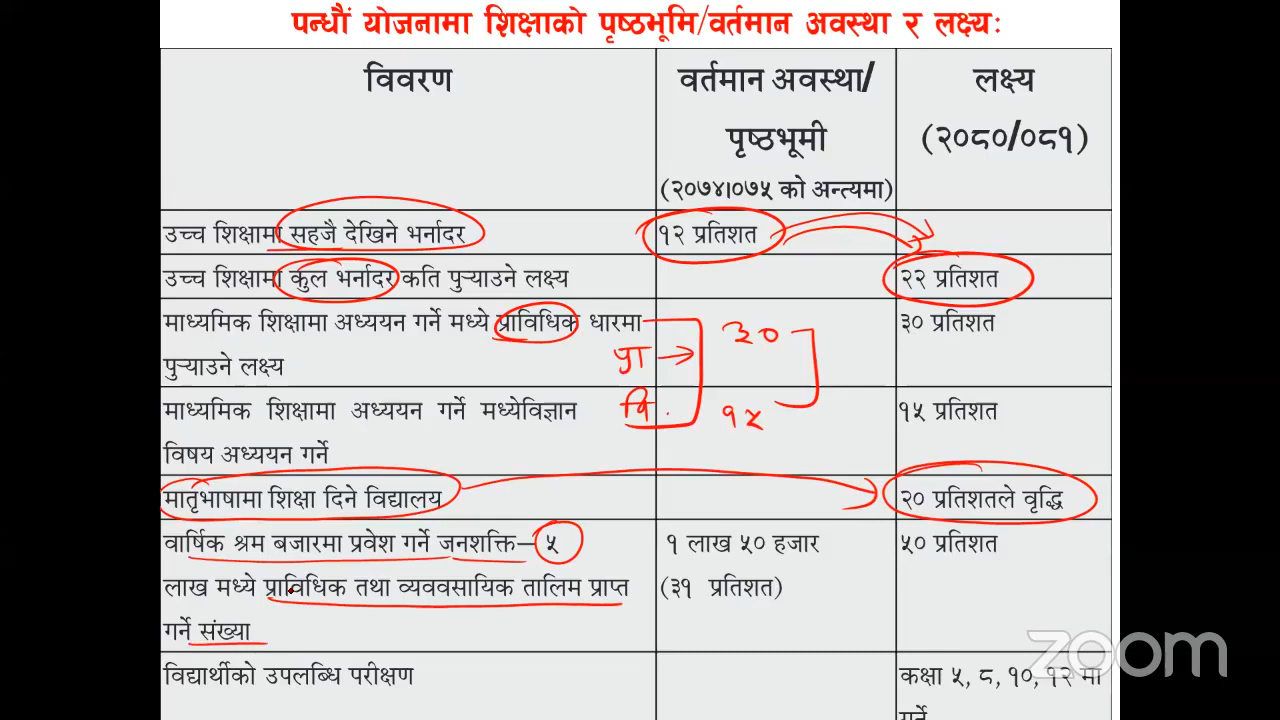 पन्धौं योजनामा शिक्षाको पृष्ठभूमि/वर्तमान अवस्था र लक्ष्यः
विवरण
वर्तमान अवस्था/
पृष्ठभूमी
(२०७४।०७५ को अन्त्यमा)
लक्ष्य
(२०८०/०८१)
उच्च शिक्षामा सहजै देखिने भर्नादर
१२ प्रतिशत
उच्च शिक्षामा कुल भर्नादर कति पुऱ्याउने लक्ष्य
२२ प्रतिशत
माध्यमिक शिक्षामा अध्ययन गर्ने मध्ये प्राविधिक धारमा
पुऱ्याउने लक्ष्य
३० प्रतिशत
प्रा
३०
माध्यमिक शिक्षामा अध्ययन गर्ने मध्येविज्ञान
विषय अध्ययन गर्ने
१५ प्रतिशत
वि.
१५
मातृभाषामा शिक्षा दिने विद्यालय
२० प्रतिशतले वृद्धि
वार्षिक श्रम बजारमा प्रवेश गर्ने जनशक्ति– ५
लाख मध्ये प्राविधिक तथा व्यववसायिक तालिम प्राप्त
गर्ने संख्या
१ लाख ५० हजार
(३१ प्रतिशत)
५० प्रतिशत
विद्यार्थीको उपलब्धि परीक्षण
कक्षा ५, ८, १०, १२ मा
गर्ने
zoom